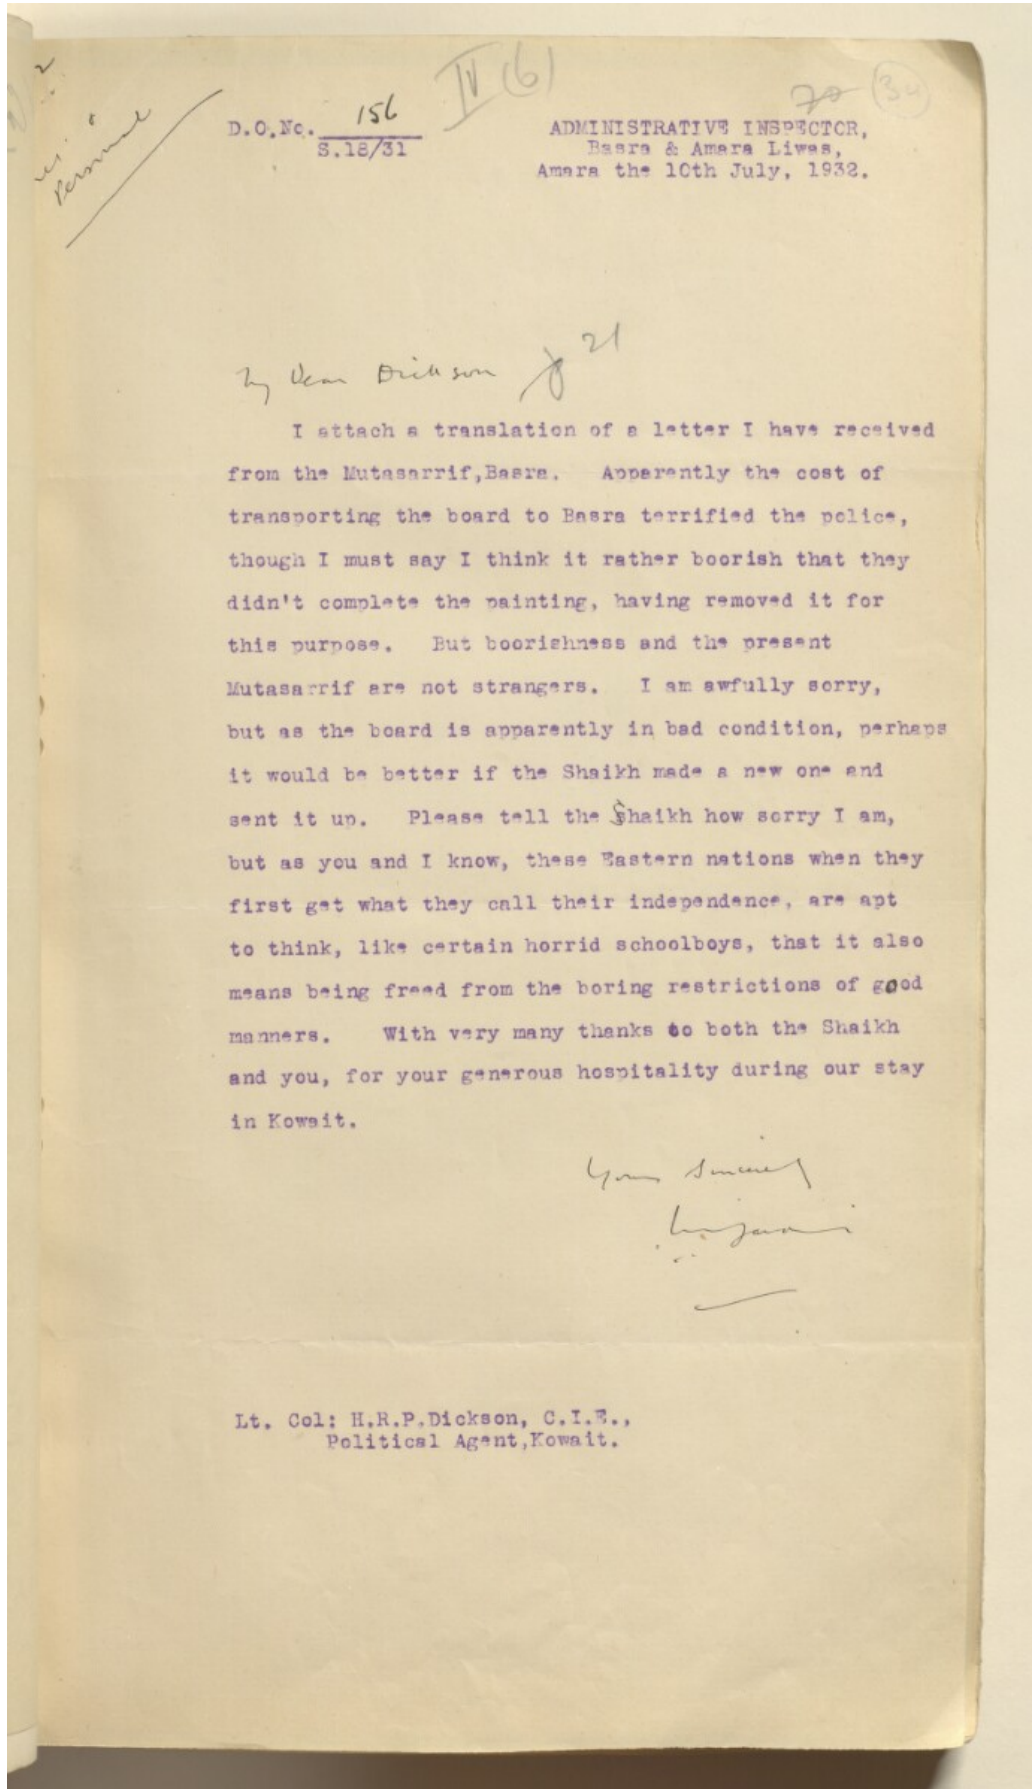 IV (6)
70 34
Personal
D.O.No. 156
S.18/31
ADMINISTRATIVE INSPECTOR,
Basra & Amara Liwas,
Amara the 10th July, 1932.
21
My Dear Dickson
I attach a translation of a letter I have received
from the Mutasarrif,Basra. Apparently the cost of
transporting the board to Basra terrified the police,
though I must say I think it rather boorish that they
didn't complete the painting, having removed it for
this purpose. But boorishness and the present
Mutasarrif are not strangers. I am awfully sorry,
but as the board is apparently in bad condition, perhaps
it would be better if the Shaikh made a new one and
sent it up. Please tell the Shaikh how sorry I am,
but as you and I know, these Eastern nations when they
first get what they call their independence, are apt
to think, like certain horrid schoolboys, that it also
means being freed from the boring restrictions of good
manners. With very many thanks to both the Shaikh
and you, for your generous hospitality during our stay
in Kowait.
Yours Sincerely
Lt. Col: H.R.P.Dickson, C.I.E.,
Political Agent,Kowait.